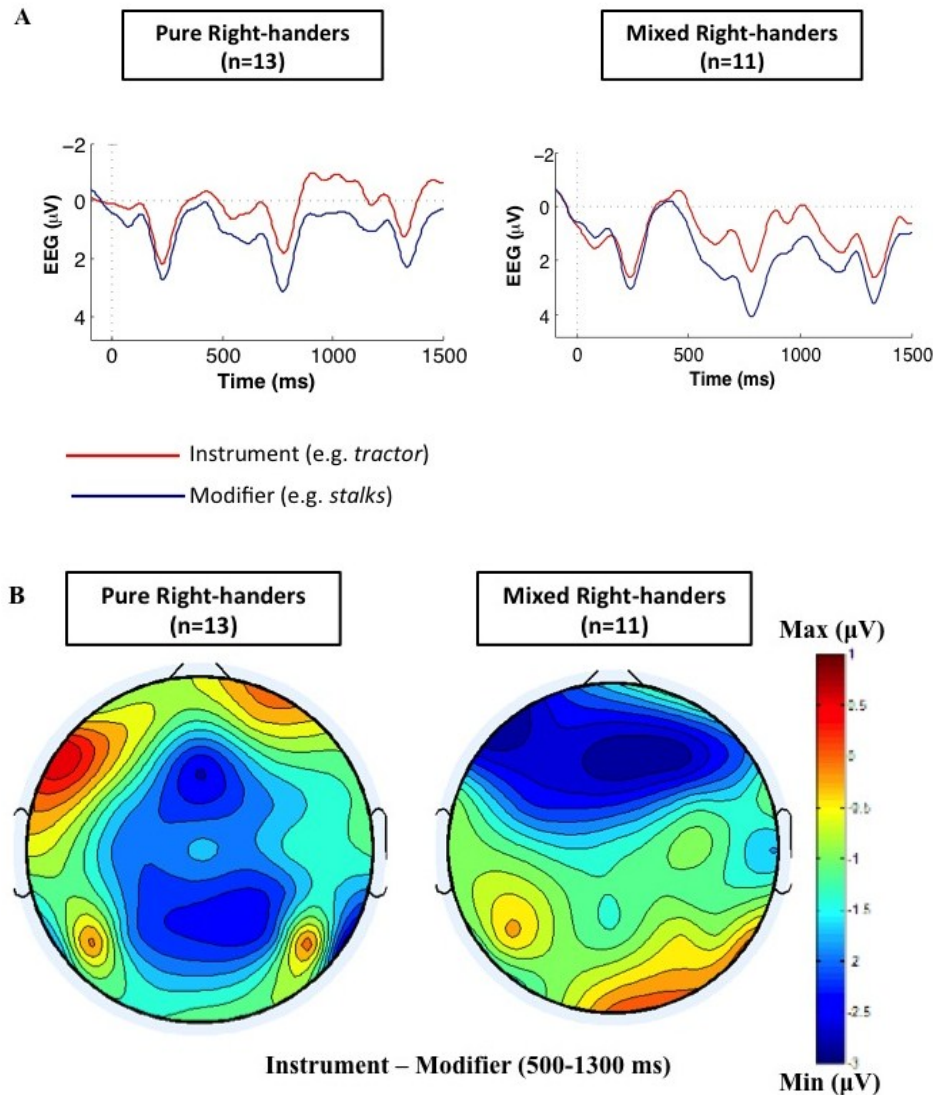 A
Pure Right-handers
(n=13)
Mixed Right-handers
(n=11)
−2
0
2
4
EEG (µV)
0
500
1000
1500
Time (ms)
−2
0
2
4
EEG (µV)
0
500
1000
1500
Time (ms)
Instrument (e.g. tractor)
Modifier (e.g. stalks)
B
Pure Right-handers
(n=13)
Mixed Right-handers
(n=11)
Max (µV)
1
0.5
0
-0.5
-1
-1.5
-2
-2.5
-3
Min (µV)
Instrument – Modifier (500-1300 ms)